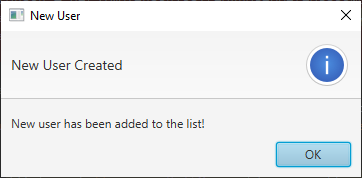 New User
New User Created
New user has been added to the list!
OK